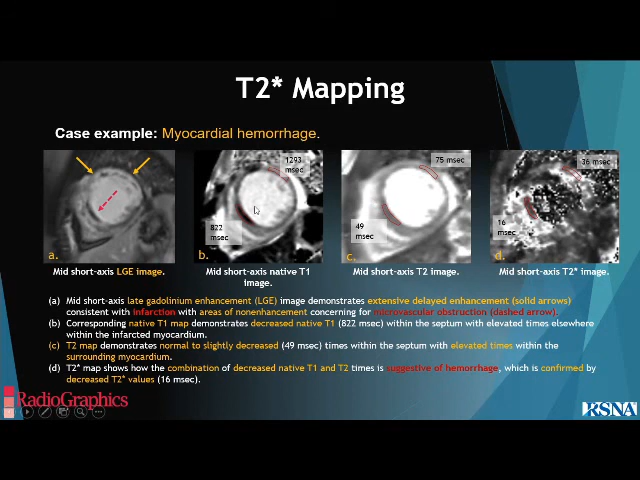 T2* Mapping
Case example: Myocardial hemorrhage.
1293 msec
822 msec
75 msec
49 msec
36 msec
16 msec
a.
b.
c.
d.
Mid short-axis LGE image.
Mid short-axis native T1
image.
Mid short-axis T2 image.
Mid short-axis T2* image.
(a) Mid short-axis late gadolinium enhancement (LGE) image demonstrates extensive delayed enhancement (solid arrows)
consistent with infarction with areas of nonenhancement concerning for microvascular obstruction (dashed arrow).
(b) Corresponding native T1 map demonstrates decreased native T1 (822 msec) within the septum with elevated times elsewhere
within the infarcted myocardium.
(c) T2 map demonstrates normal to slightly decreased (49 msec) times within the septum with elevated times within the
surrounding myocardium.
(d) T2* map shows how the combination of decreased native T1 and T2 times is suggestive of hemorrhage, which is confirmed by
decreased T2* values (16 msec).
RadioGraphics
RSNA